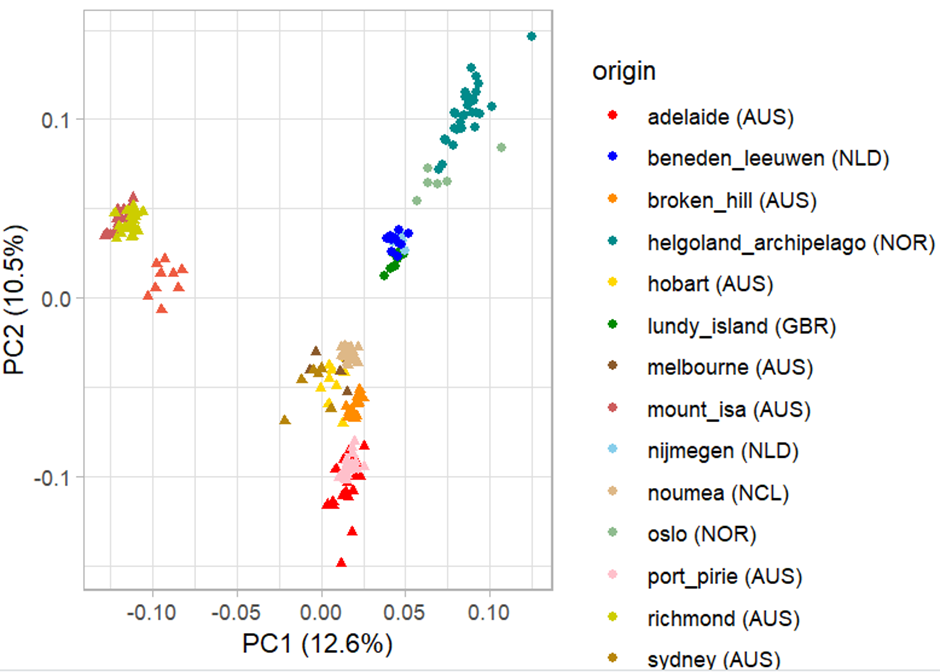 origin
adelaide (AUS)
beneden_leeuwen (NLD)
broken_hill (AUS)
helgoland_archipelago (NOR)
hobart (AUS)
lundy_island (GBR)
melbourne (AUS)
mount_isa (AUS)
nijmegen (NLD)
noumea (NCL)
oslo (NOR)
port_pirie (AUS)
richmond (AUS)
sydney (AUS)
PC2 (10.5%)
0.1
0.0
-0.1
-0.10 -0.05 0.00 0.05 0.10
PC1 (12.6%)